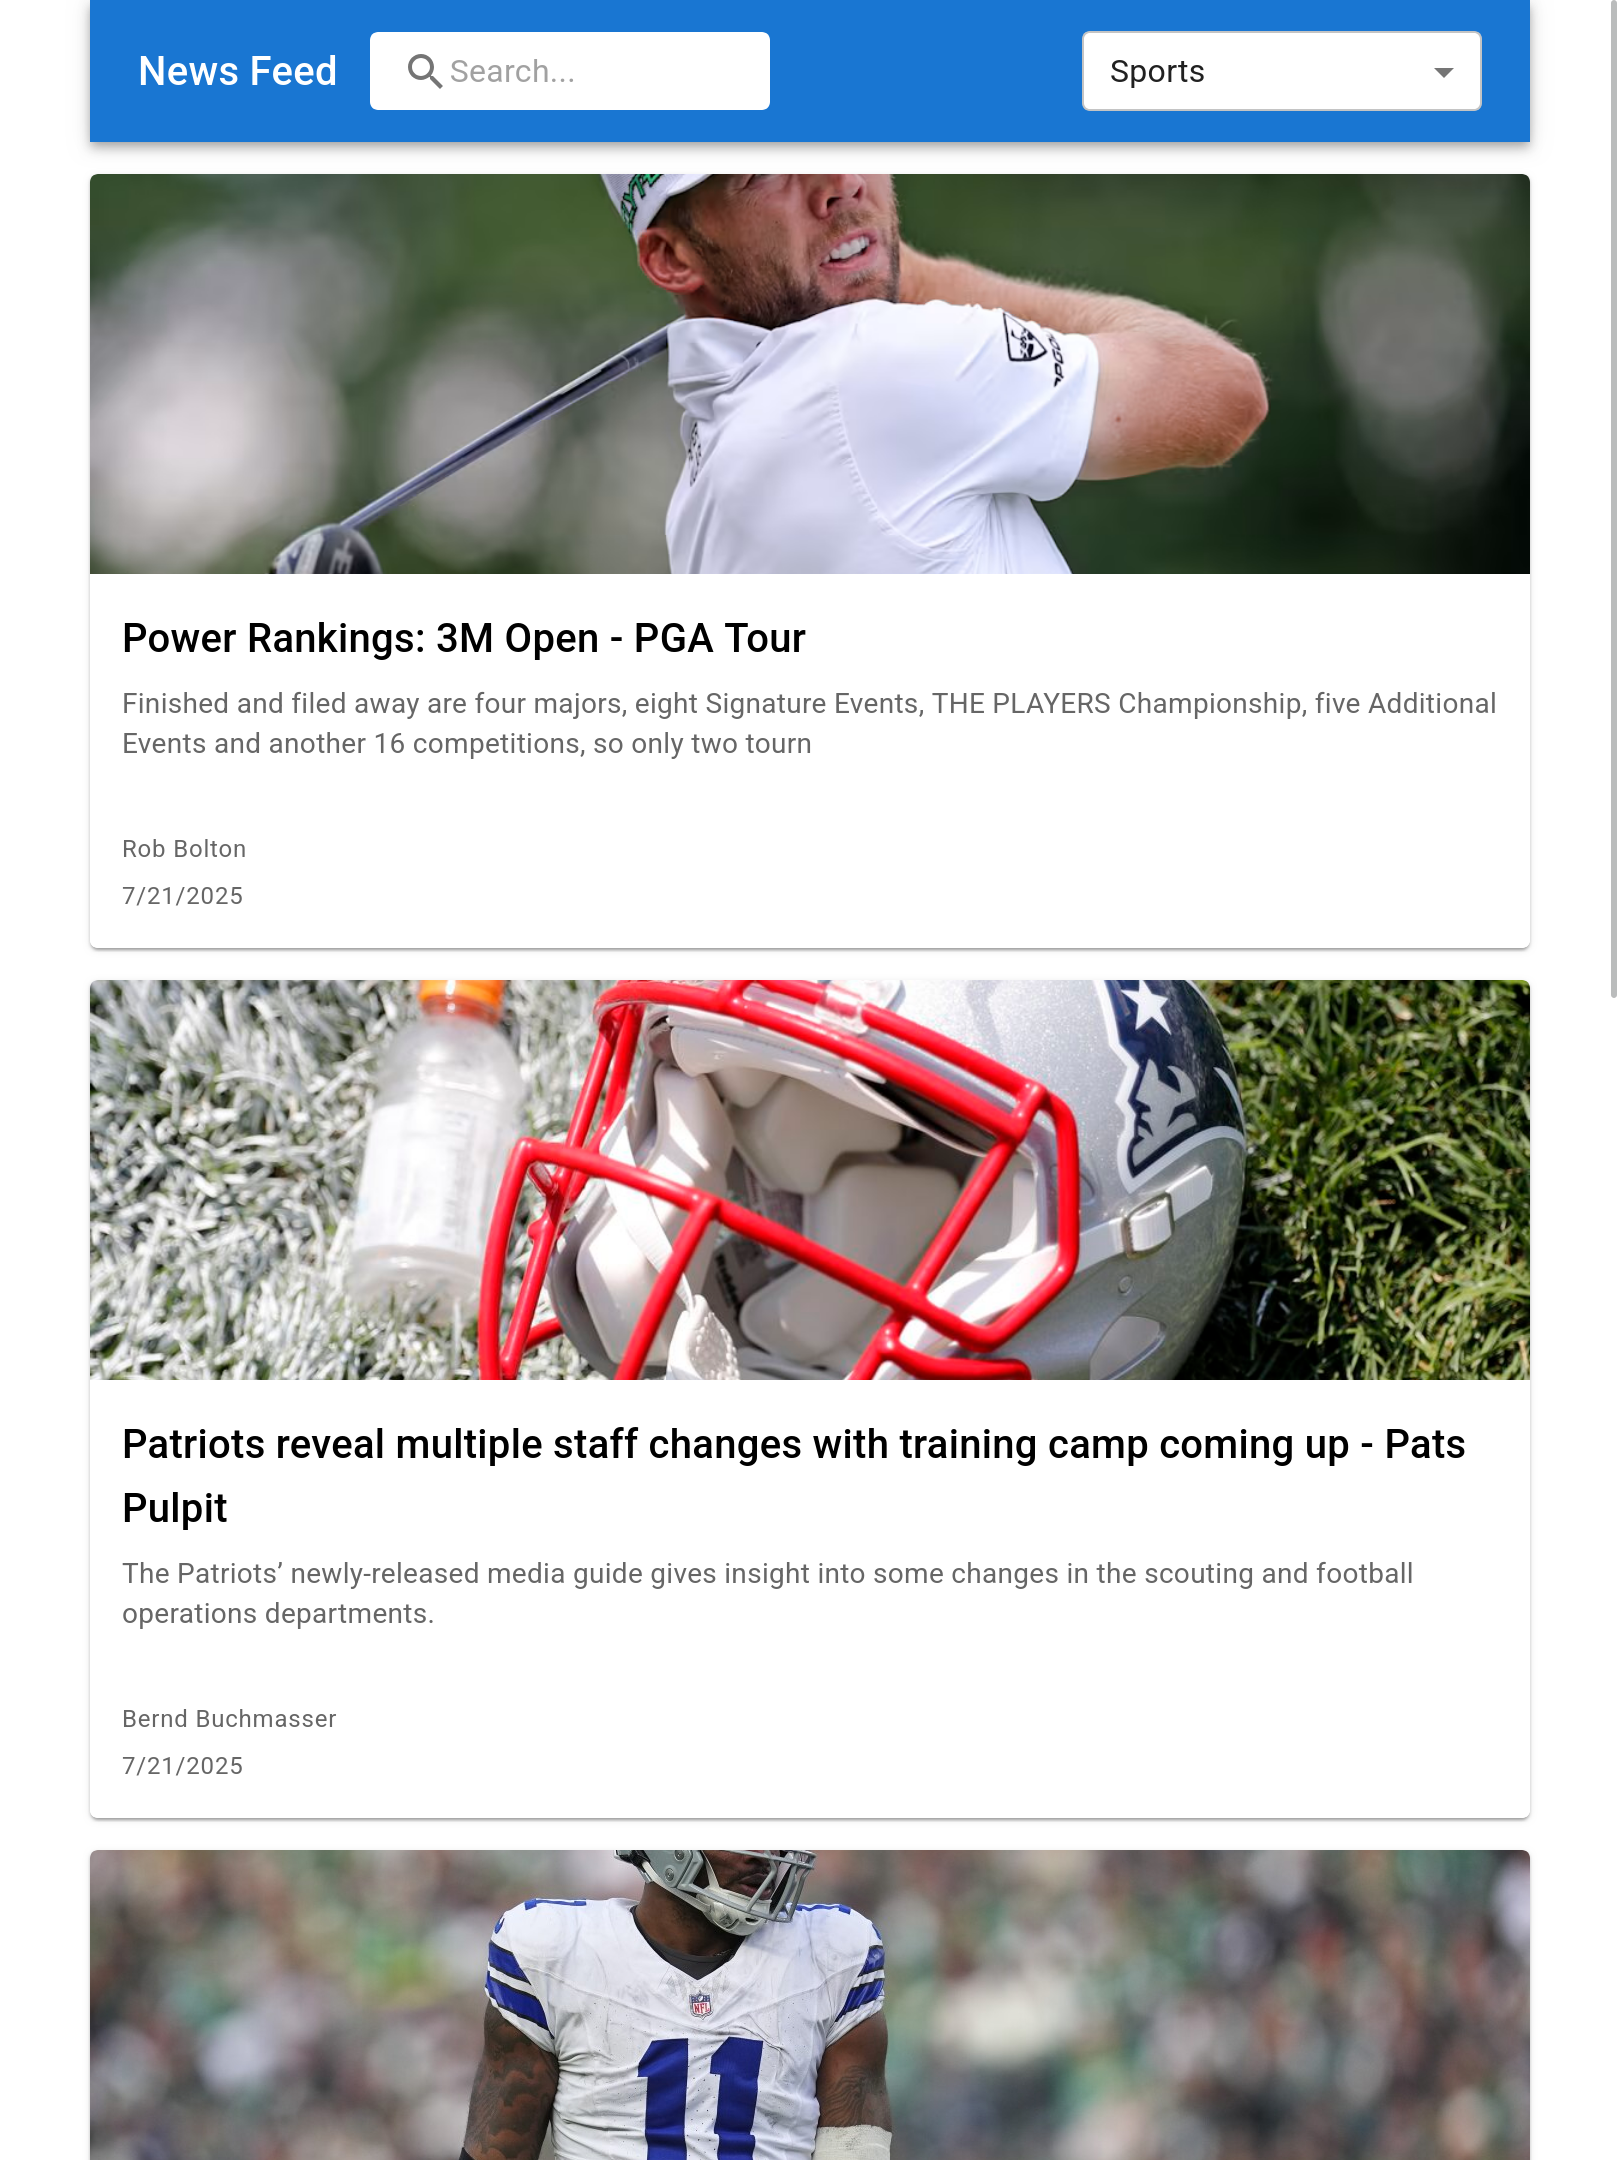 News Feed
Search...
Sports
Power Rankings: 3M Open - PGA Tour
Finished and filed away are four majors, eight Signature Events, THE PLAYERS Championship, five Additional
Events and another 16 competitions, so only two tourn
Rob Bolton
7/21/2025
Patriots reveal multiple staff changes with training camp coming up - Pats
Pulpit
The Patriots’ newly-released media guide gives insight into some changes in the scouting and football
operations departments.
Bernd Buchmasser
7/21/2025
NFL
11